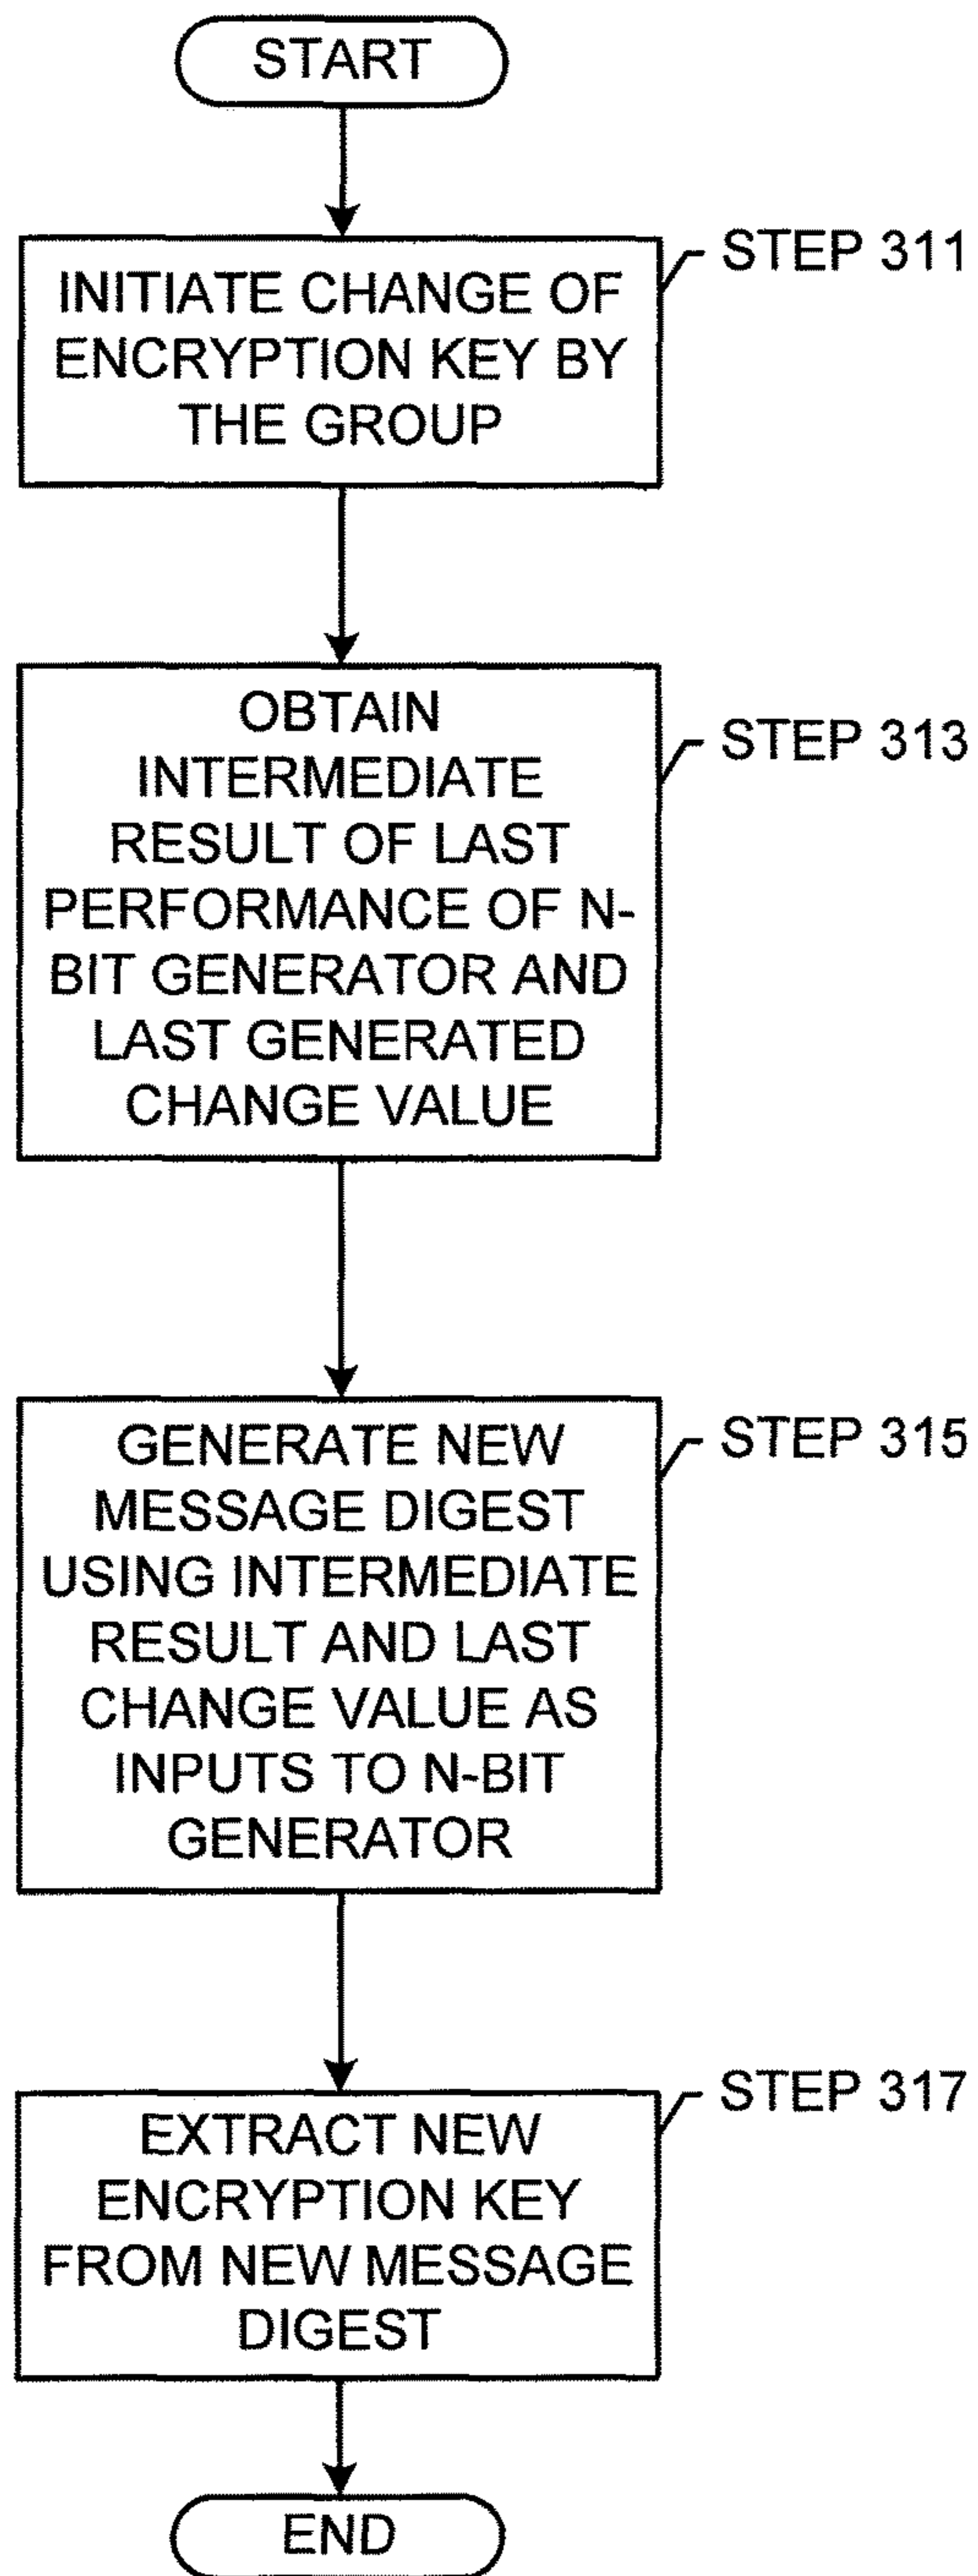 START
STEP 311
INITIATE CHANGE OF
ENCRYPTION KEY BY
THE GROUP
STEP 313
OBTAIN
INTERMEDIATE
RESULT OF LAST
PERFORMANCE OF N-
BIT GENERATOR AND
LAST GENERATED
CHANGE VALUE
STEP 315
GENERATE NEW
MESSAGE DIGEST
USING INTERMEDIATE
RESULT AND LAST
CHANGE VALUE AS
INPUTS TO N-BIT
GENERATOR
STEP 317
EXTRACT NEW
ENCRYPTION KEY
FROM NEW MESSAGE
DIGEST
END